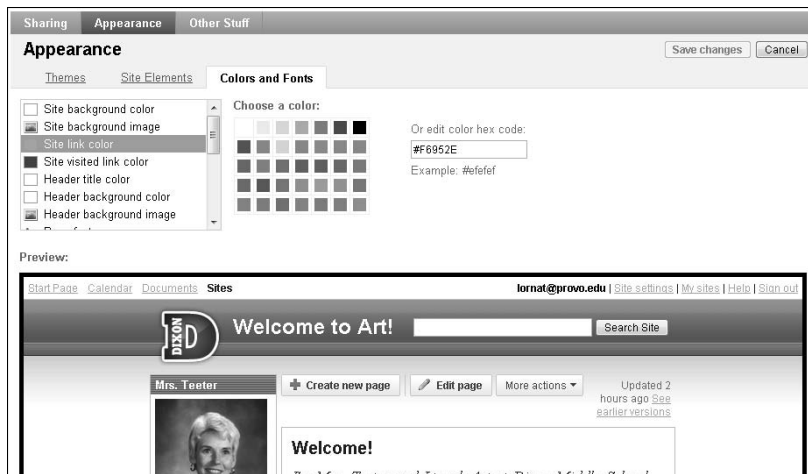 Sharing Appearance Other Stuff
Appearance
Save changes Cancel
Themes Site Elements Colors and Fonts
Site background color
Site background image
Site link color
Site visited link color
Header title color
Header background color
Header background image
Choose a color:
Or edit color hex code:
#F6952E
Example: #efefef
Preview:
Start Page Calendar Documents Sites
lornat@provo.edu | Site settings | My sites | Help | Sign out
DIXON D
Welcome to Art!
Search Site
Mrs. Teeter
Create new page Edit page More actions
Updated 2
hours ago See
earlier versions
Welcome!